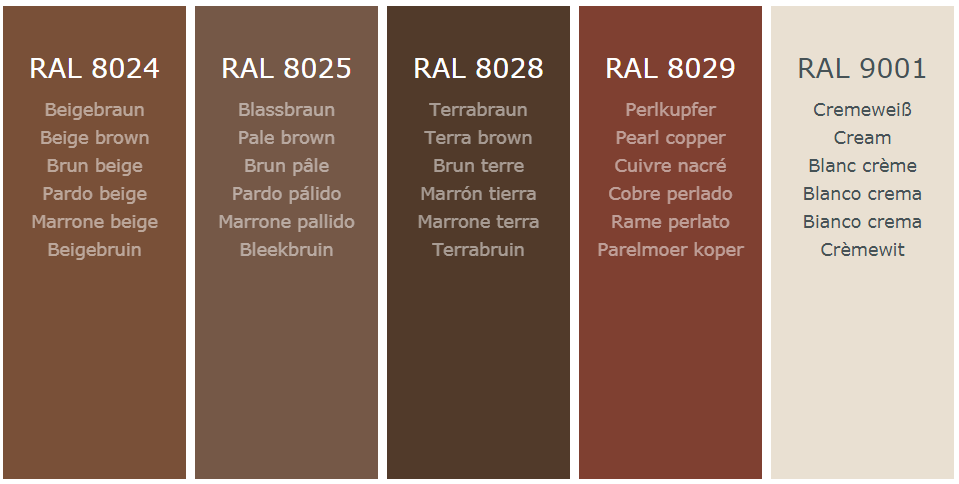 RAL 8024
Beigebraun
Beige brown
Brun beige
Pardo beige
Marrone beige
Beigebruin
RAL 8025
Blassbraun
Pale brown
Brun pâle
Pardo pálido
Marrone pallido
Bleekbruin
RAL 8028
Terrabraun
Terra brown
Brun terre
Marrón tierra
Marrone terra
Terrabruin
RAL 8029
Perlkupfer
Pearl copper
Cuivre nacré
Cobre perlado
Rame perlato
Parelmoer koper
RAL 9001
Cremeweiß
Cream
Blanc crème
Blanco crema
Bianco crema
Crèmewit